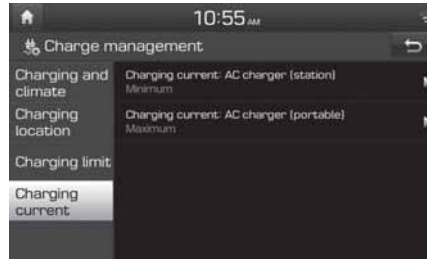 10:55 AM
Charge management
Charging and
climate
Charging
location
Charging limit
Charging
current
Charging current: AC charger (station)
Minimum
Charging current: AC charger (portable)
Maximum